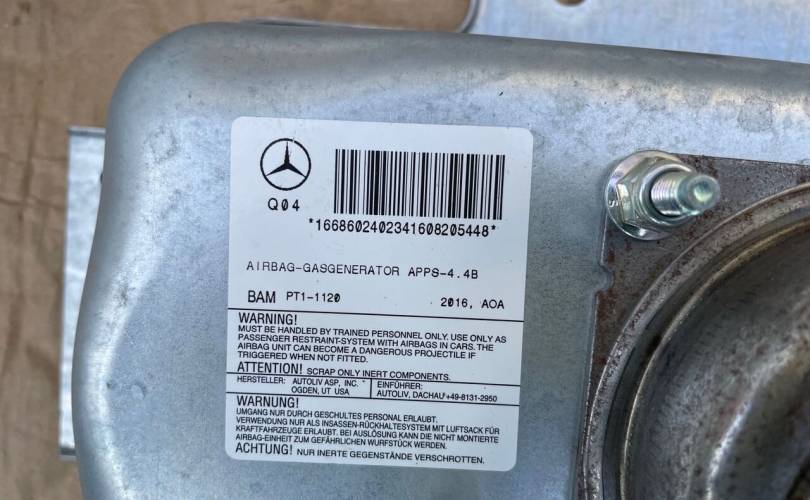 Q04
*1668602402341608205448*
AIRBAG-GASGENERATOR APPS-4.4B
BAM PT1-1120 2016, AOA
WARNING!
MUST BE HANDLED BY TRAINED PERSONNEL ONLY. USE ONLY AS
PASSENGER RESTRAINT-SYSTEM WITH AIRBAGS IN CARS. THE
AIRBAG UNIT CAN BECOME A DANGEROUS PROJECTILE IF
TRIGGERED WHEN NOT FITTED.
ATTENTION! SCRAP ONLY INERT COMPONENTS.
HERSTELLER: AUTOLIV ASP, INC. EINFÜHRER:
OGDEN, UT USA AUTOLIV, DACHAU +49-8131-2950
WARNUNG!
UMGANG NUR DURCH GESCHULTES PERSONAL ERLAUBT.
VERWENDUNG NUR ALS INSASSEN-RÜCKHALTESYSTEM MIT LUFTSACK FÜR
KRAFTFAHRZEUGE ERLAUBT. BEI AUSLÖSUNG KANN DIE NICHT MONTIERTE
AIRBAG-EINHEIT ZUM GEFÄHRLICHEN WURFSTÜCK WERDEN.
ACHTUNG! NUR INERTE GEGENSTÄNDE VERSCHROTTEN.